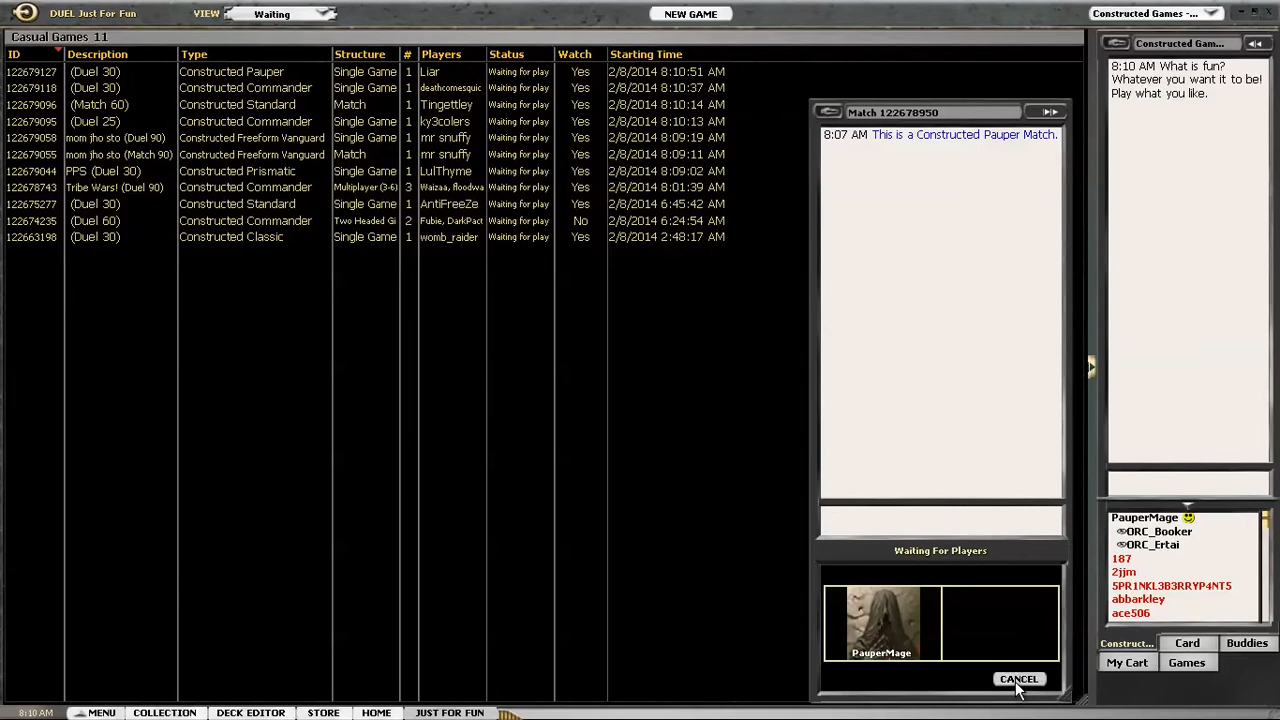 DUEL Just For Fun VIEW Waiting NEW GAME Constructed Games -...
Casual Games 11
ID Description Type Structure # Players Status Watch Starting Time
122679127 (Duel 30) Constructed Pauper Single Game 1 Liar Waiting for play Yes 2/8/2014 8:10:51 AM
122679118 (Duel 30) Constructed Commander Single Game 1 deathcomesquic Waiting for play Yes 2/8/2014 8:10:37 AM
122679096 (Match 60) Constructed Standard Match 1 Tingettley Waiting for play Yes 2/8/2014 8:10:14 AM
122679095 (Duel 25) Constructed Commander Single Game 1 ky3colers Waiting for play Yes 2/8/2014 8:10:13 AM
122679058 mom jho sto (Duel 90) Constructed Freeform Vanguard Single Game 1 mr snuffy Waiting for play Yes 2/8/2014 8:09:19 AM
122679055 mom jho sto (Match 90) Constructed Freeform Vanguard Match 1 mr snuffy Waiting for play Yes 2/8/2014 8:09:11 AM
122679044 PPS (Duel 30) Constructed Prismatic Single Game 1 LulThyme Waiting for play Yes 2/8/2014 8:09:02 AM
122678743 Tribe Wars! (Duel 90) Constructed Commander Multiplayer (3-6) 3 Waizaa, floodwa Waiting for play Yes 2/8/2014 8:01:39 AM
122675277 (Duel 30) Constructed Standard Single Game 1 AntiFreeZe Waiting for play Yes 2/8/2014 6:45:42 AM
122674235 (Duel 60) Constructed Commander Two Headed Gi 2 Fubie, DarkPact Waiting for play No 2/8/2014 6:24:54 AM
122663198 (Duel 30) Constructed Classic Single Game 1 womb_raider Waiting for play Yes 2/8/2014 2:48:17 AM
Match 122678950
8:07 AM This is a Constructed Pauper Match.
Waiting For Players
PauperMage
CANCEL
Constructed Gam...
8:10 AM What is fun?
Whatever you want it to be!
Play what you like.
PauperMage
ORC_Booker
ORC_Ertai
187
2jjm
5PR1NKL3B3RRYP4NT5
abbarkley
ace506
Construct... Card Buddies
My Cart Games
8:10 AM MENU COLLECTION DECK EDITOR STORE HOME JUST FOR FUN